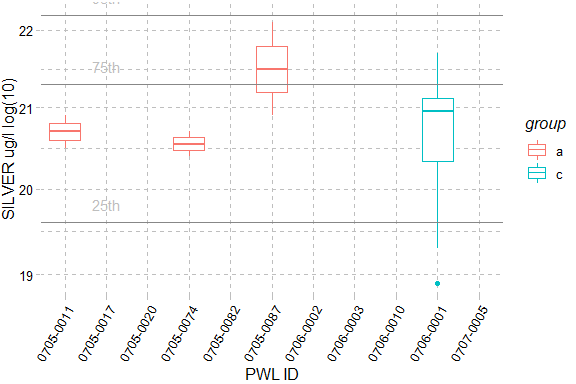 22
75th
21
20
25th
19
SILVER ug/l log(10)
0705-0011
0705-0017
0705-0020
0705-0074
0705-0082
0705-0087
0706-0002
0706-0003
0706-0010
0706-0001
0707-0005
PWL ID
group
a
c